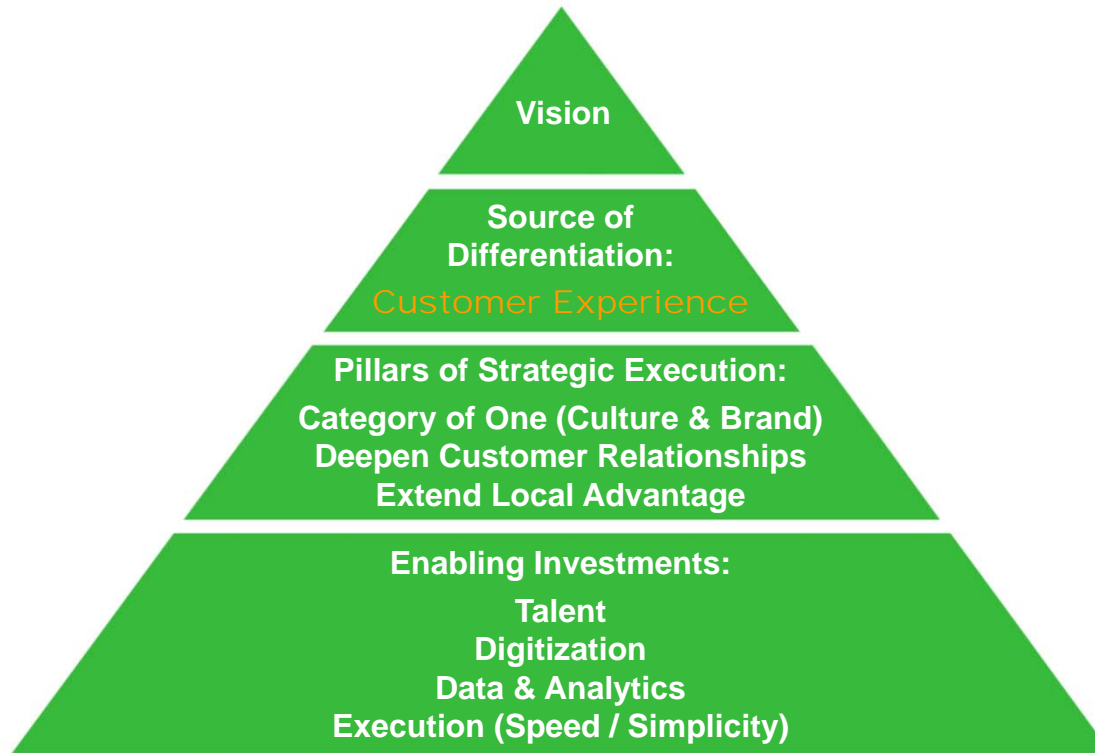 Vision
Source of
Differentiation:
Customer Experience
Pillars of Strategic Execution:
Category of One (Culture & Brand)
Deepen Customer Relationships
Extend Local Advantage
Enabling Investments:
Talent
Digitization
Data & Analytics
Execution (Speed / Simplicity)